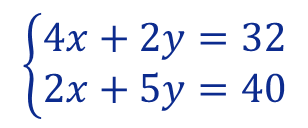 4x + 2y = 32
2x + 5y = 40